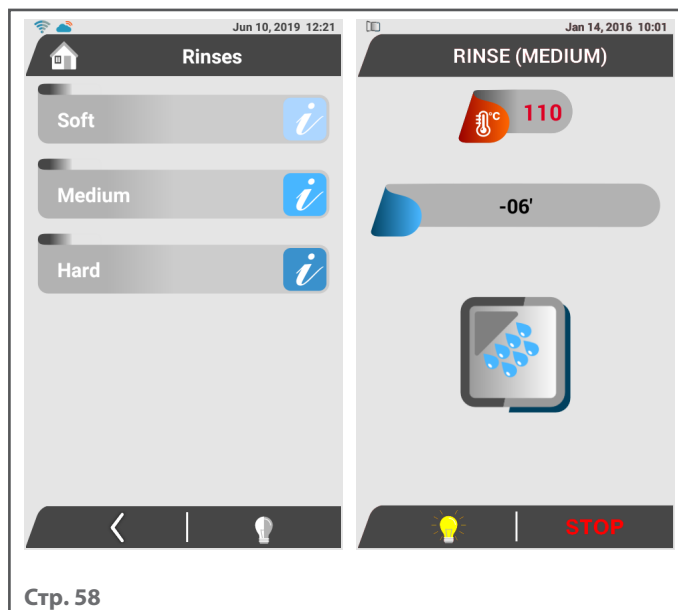 Jun 10, 2019 12:21
Rinses
Soft
i
Medium
i
Hard
i
Jan 14, 2016 10:01
RINSE (MEDIUM)
°C 110
-06'
STOP
Стр. 58